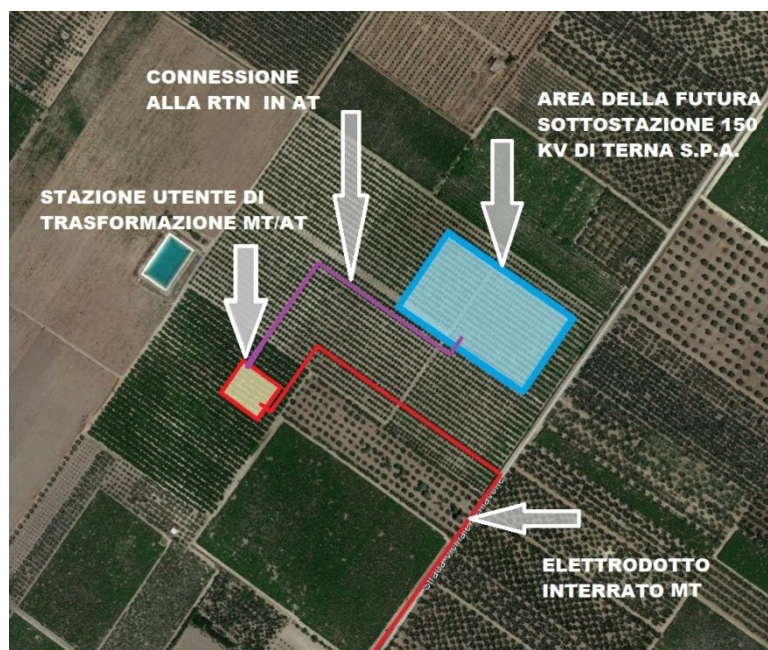 CONNESSIONE
ALLA RTN IN AT
AREA DELLA FUTURA
SOTTOSTAZIONE 150
KV DI TERNA S.P.A.
STAZIONE UTENTE DI
TRASFORMAZIONE MT/AT
ELETTRODOTTO
INTERRATO MT
Strada